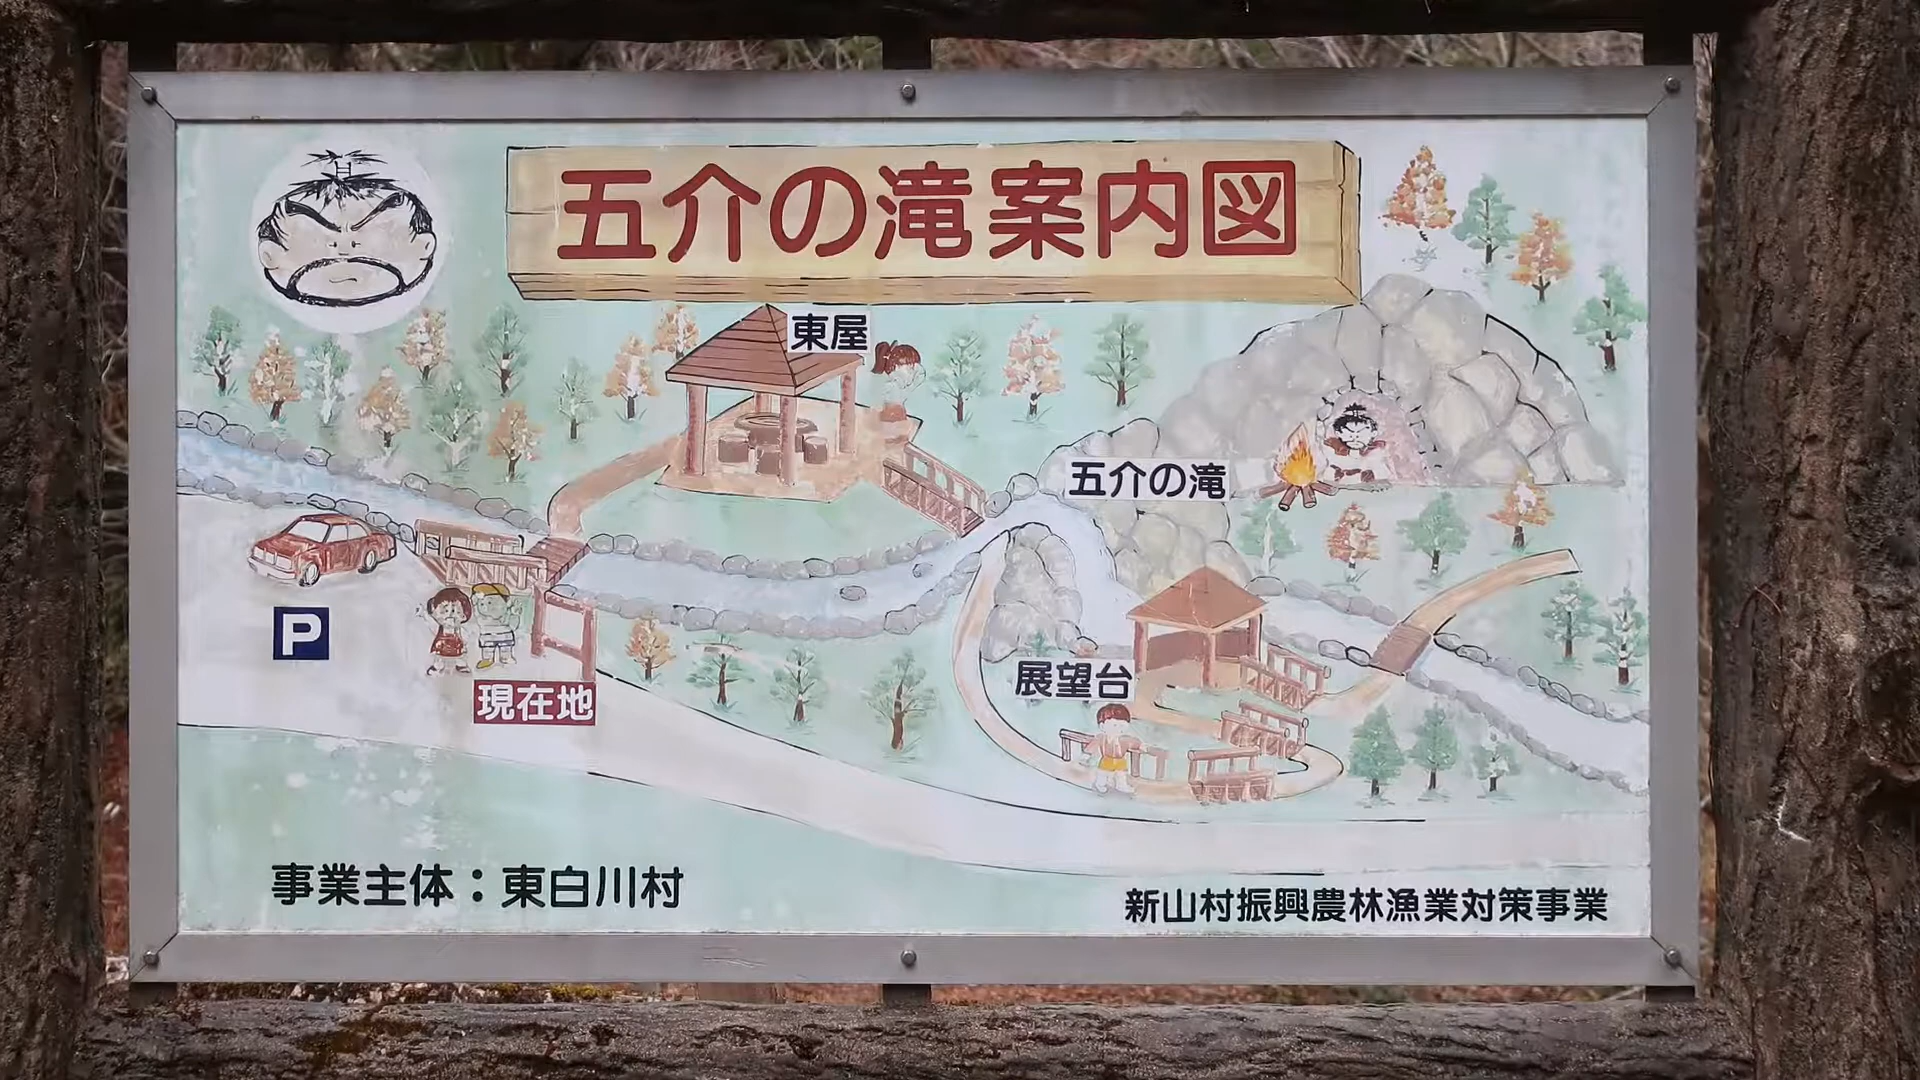 五介の滝案内図
東屋
五介の滝
P
展望台
現在地
事業主体：東白川村
新山村振興農林漁業対策事業